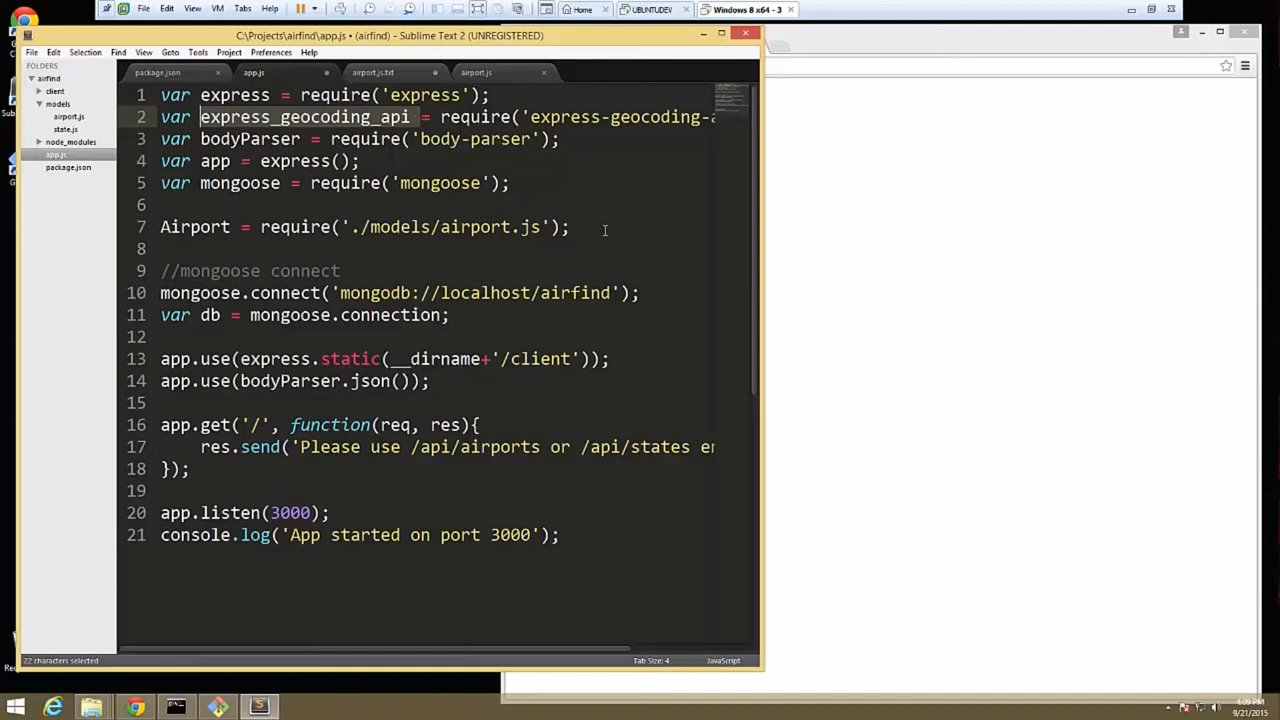 File Edit View VM Tabs Help
Home
UBUNTUDEV
Windows 8 x64 - 3
C:\Projects\airfind\app.js • (airfind) - Sublime Text 2 (UNREGISTERED)
File Edit Selection Find View Goto Tools Project Preferences Help
FOLDERS
airfind
client
models
airport.js
state.js
node_modules
app.js
package.json
package.json
app.js
airport.js.txt
airport.js
1 var express = require('express');
2 var express_geocoding_api = require('express-geocoding-a
3 var bodyParser = require('body-parser');
4 var app = express();
5 var mongoose = require('mongoose');
6
7 Airport = require('./models/airport.js');
8
9 //mongoose connect
10 mongoose.connect('mongodb://localhost/airfind');
11 var db = mongoose.connection;
12
13 app.use(express.static(__dirname+'/client'));
14 app.use(bodyParser.json());
15
16 app.get('/', function(req, res){
17 res.send('Please use /api/airports or /api/states en
18 });
19
20 app.listen(3000);
21 console.log('App started on port 3000');
22 characters selected
Tab Size: 4
JavaScript
4:09 PM
9/21/2015